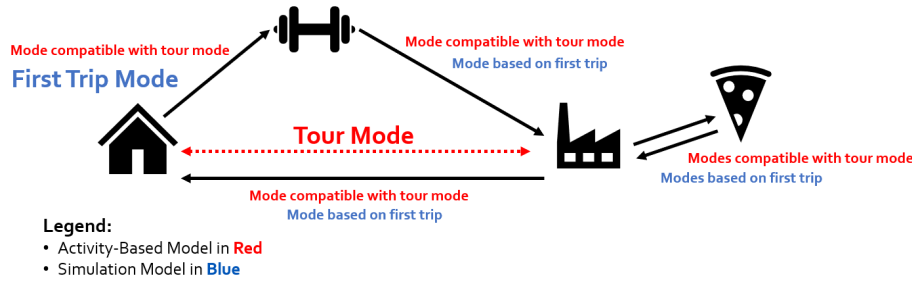 Mode compatible with tour mode
First Trip Mode
Mode compatible with tour mode
Mode based on first trip
Tour Mode
Modes compatible with tour mode
Modes based on first trip
Mode compatible with tour mode
Mode based on first trip
Legend:
• Activity-Based Model in Red
• Simulation Model in Blue